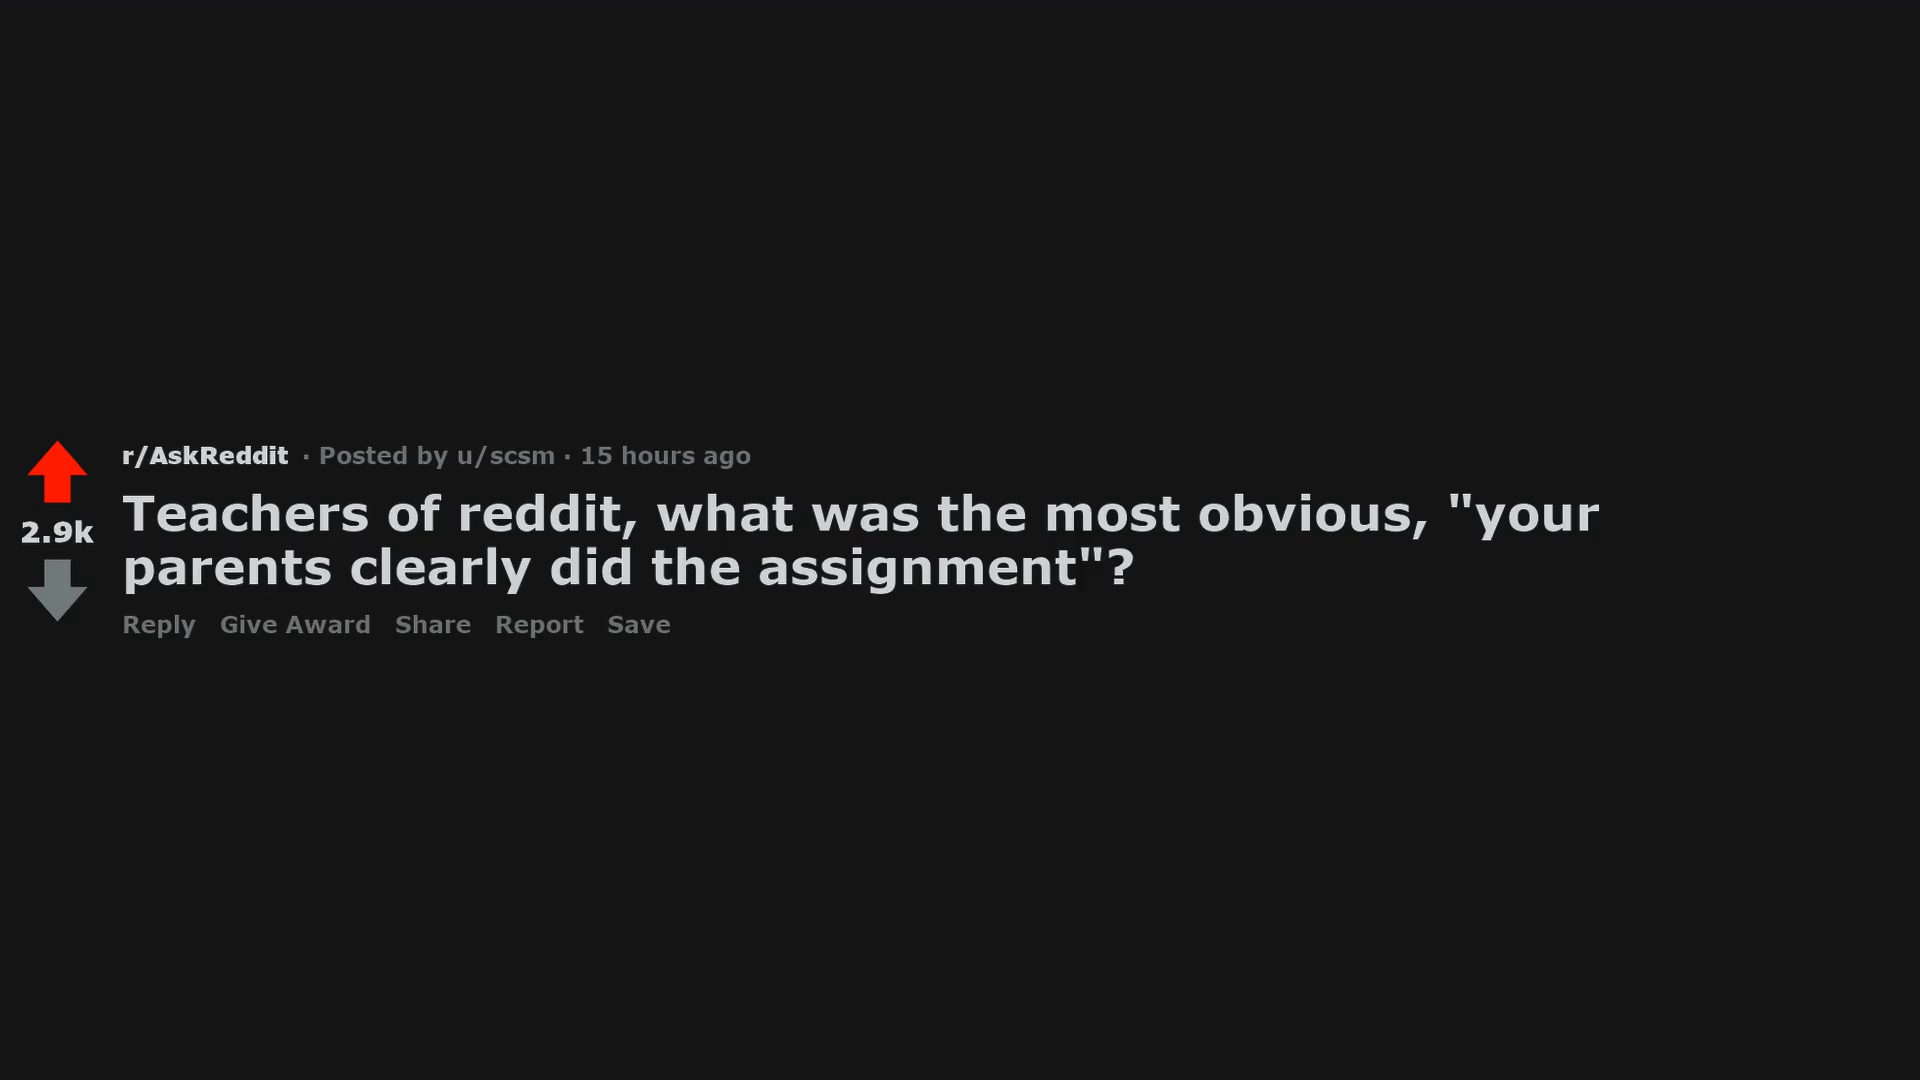 r/AskReddit · Posted by u/scsm · 15 hours ago
Teachers of reddit, what was the most obvious, "your
2.9k
parents clearly did the assignment"?
Reply Give Award Share Report Save